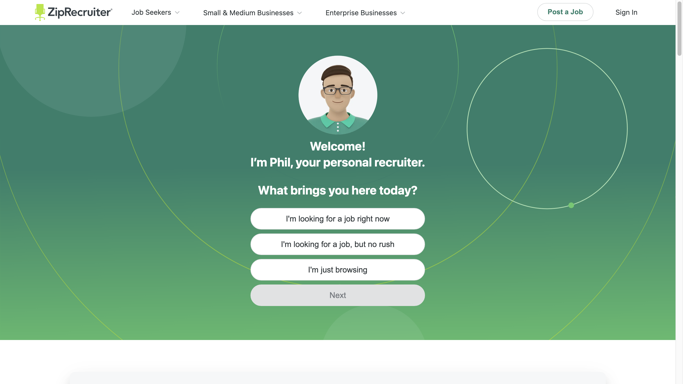 ZipRecruiter
Job Seekers
Small & Medium Businesses
Enterprise Businesses
Post a Job
Sign In
Welcome!
I'm Phil, your personal recruiter.
What brings you here today?
I'm looking for a job right now
I'm looking for a job, but no rush
I'm just browsing
Next